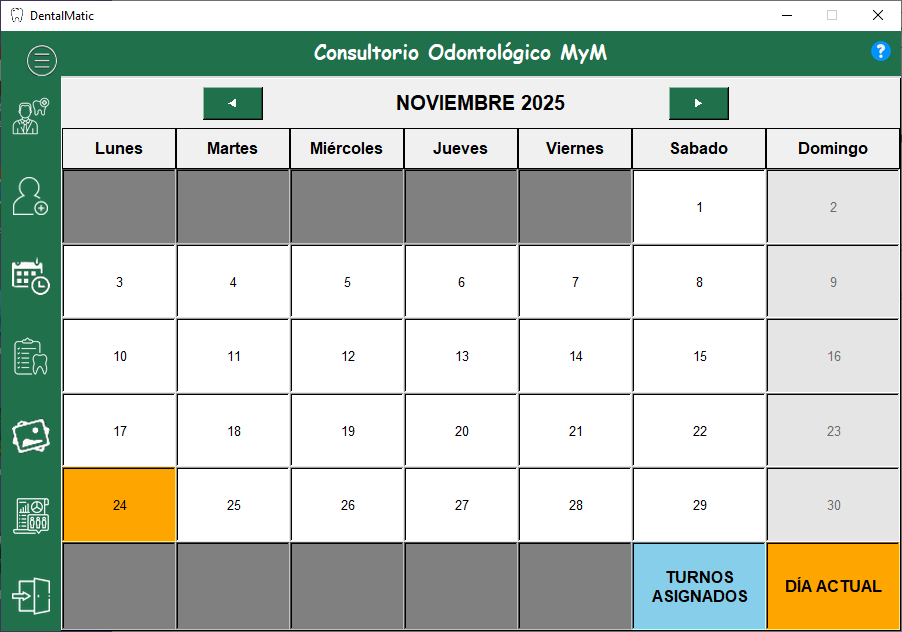 DentalMatic
Consultorio Odontológico MyM
?
NOVIEMBRE 2025
Lunes Martes Miércoles Jueves Viernes Sabado Domingo
1 2
3 4 5 6 7 8 9
10 11 12 13 14 15 16
17 18 19 20 21 22 23
24 25 26 27 28 29 30
TURNOS
ASIGNADOS
DÍA ACTUAL